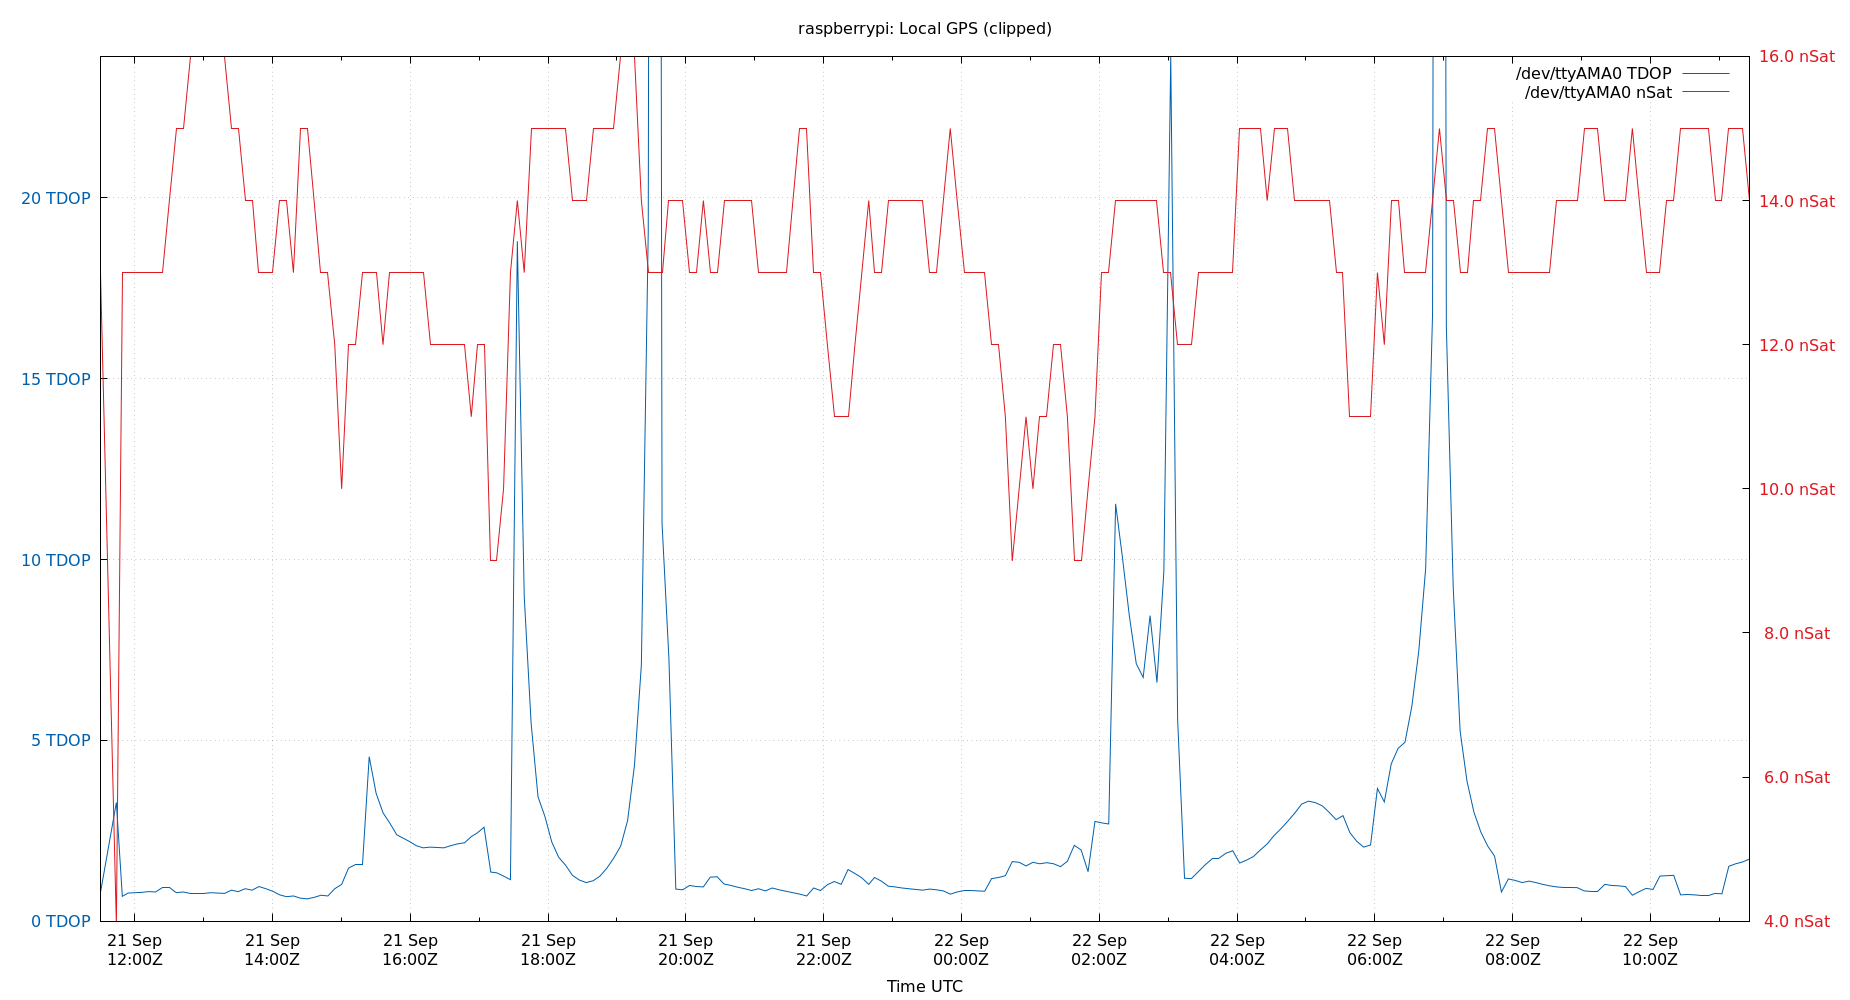 raspberrypi: Local GPS (clipped)
/dev/ttyAMA0 TDOP
/dev/ttyAMA0 nSat
20 TDOP
15 TDOP
10 TDOP
5 TDOP
0 TDOP
16.0 nSat
14.0 nSat
12.0 nSat
10.0 nSat
8.0 nSat
6.0 nSat
4.0 nSat
21 Sep
12:00Z
21 Sep
14:00Z
21 Sep
16:00Z
21 Sep
18:00Z
21 Sep
20:00Z
21 Sep
22:00Z
22 Sep
00:00Z
22 Sep
02:00Z
22 Sep
04:00Z
22 Sep
06:00Z
22 Sep
08:00Z
22 Sep
10:00Z
Time UTC